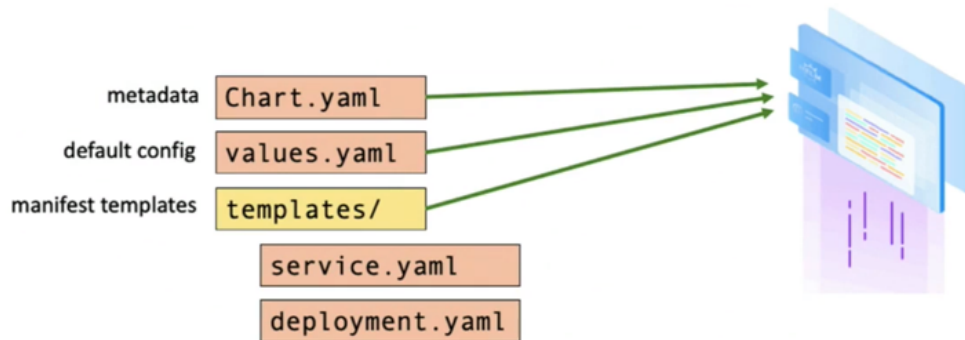 metadata Chart.yaml
default config values.yaml
manifest templates templates/
service.yaml
deployment.yaml